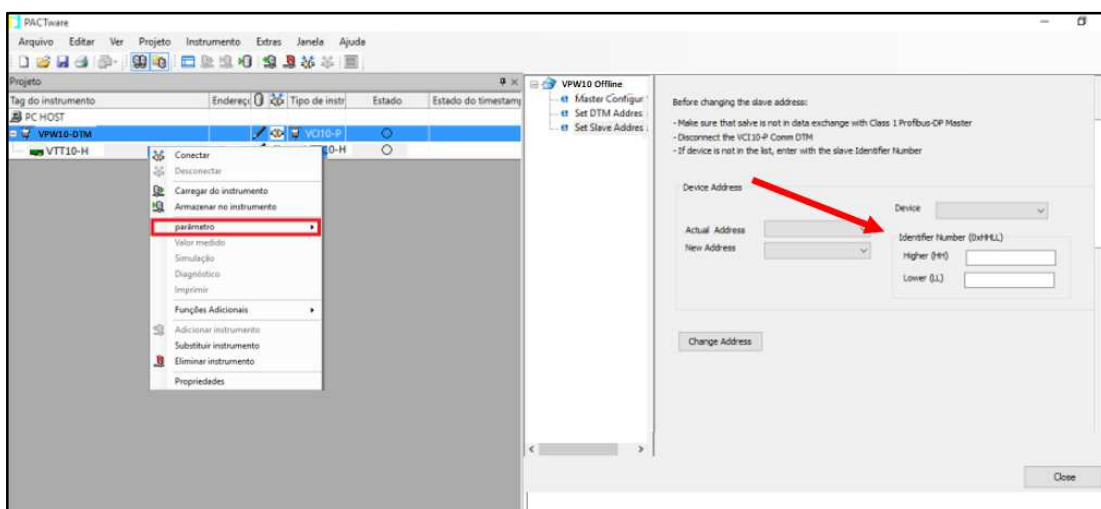 PACTware
Arquivo Editar Ver Projeto Instrumento Extras Janela Ajuda
Projeto
Tag do instrumento Endereç Tipo de instr Estado Estado do timestamp
PC HOST
VPW10-DTM VCI10-P
VTT10-H 10-H
Conectar
Desconectar
Carregar do instrumento
Armazenar no instrumento
parâmetro
Valor medido
Simulação
Diagnóstico
Imprimir
Funções Adicionais
Adicionar instrumento
Substituir instrumento
Eliminar instrumento
Propriedades
VPW10 Offline
Master Configur
Set DTM Addres
Set Slave Addres
Before changing the slave address:
-Make sure that salve is not in data exchange with Class 1 Profibus-DP Master
-Disconnect the VCI10-P Comm DTM
-If device is not in the list, enter with the slave Identifier Number
Device Address
Device
Actual Address
New Address
Identifier Number (0xHHLL)
Higher (HH)
Lower (LL)
Change Address
Close